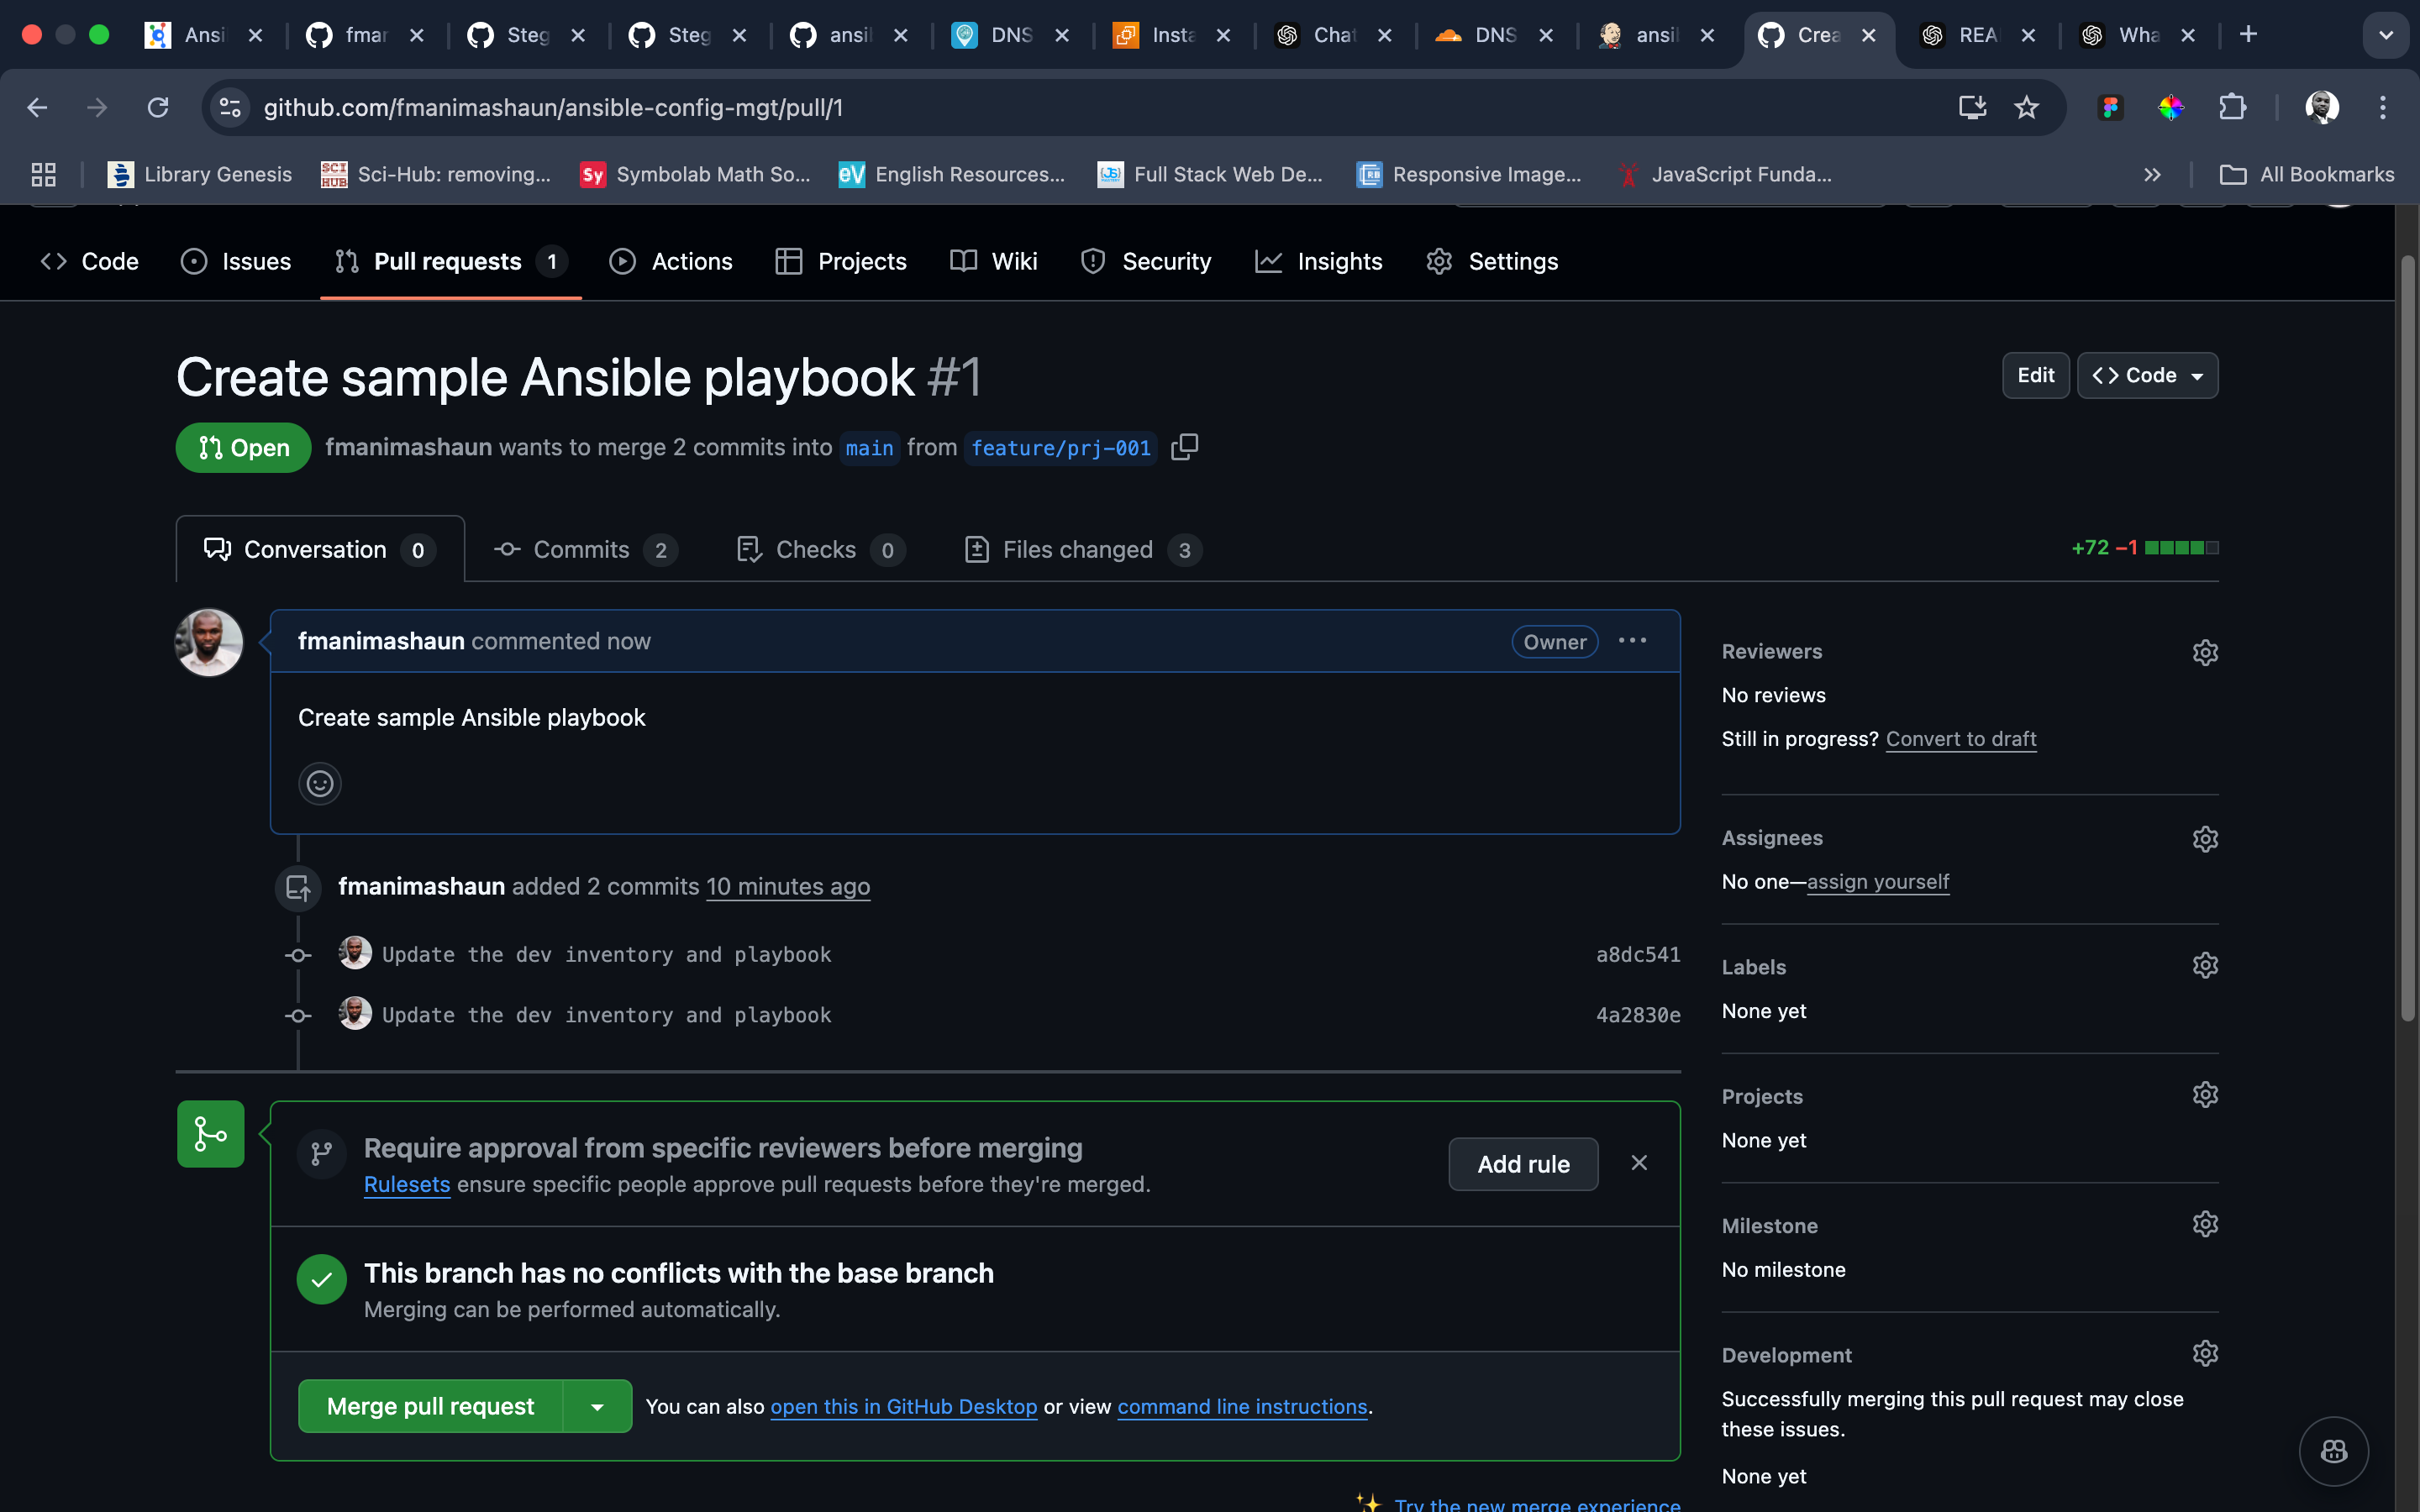 Ansi
fmar
Steg
Steg
ansil
DNS
Insta
Chat
DNS
ansil
Crea
REA
Wha
github.com/fmanimashaun/ansible-config-mgt/pull/1
Library Genesis
SCI HUB
Sci-Hub: removing...
Sy
Symbolab Math So...
eV
English Resources...
JS
Full Stack Web De...
RB
Responsive Image...
JavaScript Funda...
All Bookmarks
Code
Issues
Pull requests 1
Actions
Projects
Wiki
Security
Insights
Settings
Create sample Ansible playbook #1
Edit
Code
Open
fmanimashaun wants to merge 2 commits into main from feature/prj-001
Conversation 0
Commits 2
Checks 0
Files changed 3
+72 −1
fmanimashaun commented now
Owner
Create sample Ansible playbook
fmanimashaun added 2 commits 10 minutes ago
Update the dev inventory and playbook
a8dc541
Update the dev inventory and playbook
4a2830e
Require approval from specific reviewers before merging
Rulesets ensure specific people approve pull requests before they're merged.
Add rule
This branch has no conflicts with the base branch
Merging can be performed automatically.
Merge pull request
You can also open this in GitHub Desktop or view command line instructions.
Try the new merge experience
Reviewers
No reviews
Still in progress? Convert to draft
Assignees
No one—assign yourself
Labels
None yet
Projects
None yet
Milestone
No milestone
Development
Successfully merging this pull request may close
these issues.
None yet